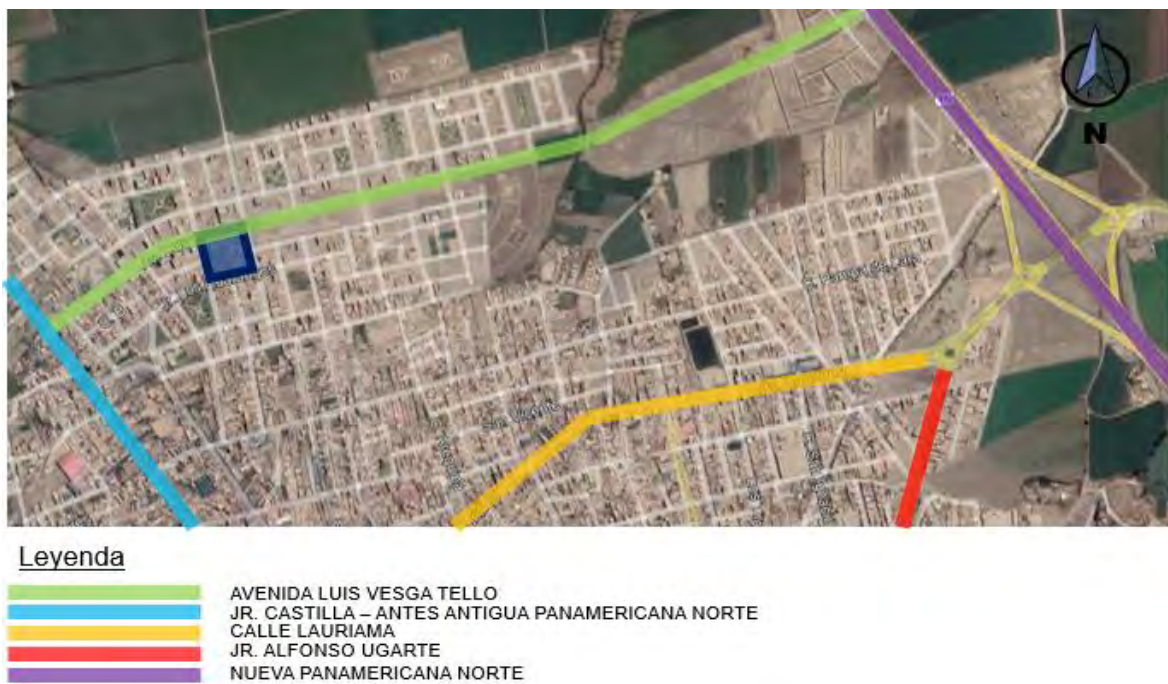 N
Leyenda
AVENIDA LUIS VESGA TELLO
JR. CASTILLA – ANTES ANTIGUA PANAMERICANA NORTE
CALLE LAURIAMA
JR. ALFONSO UGARTE
NUEVA PANAMERICANA NORTE